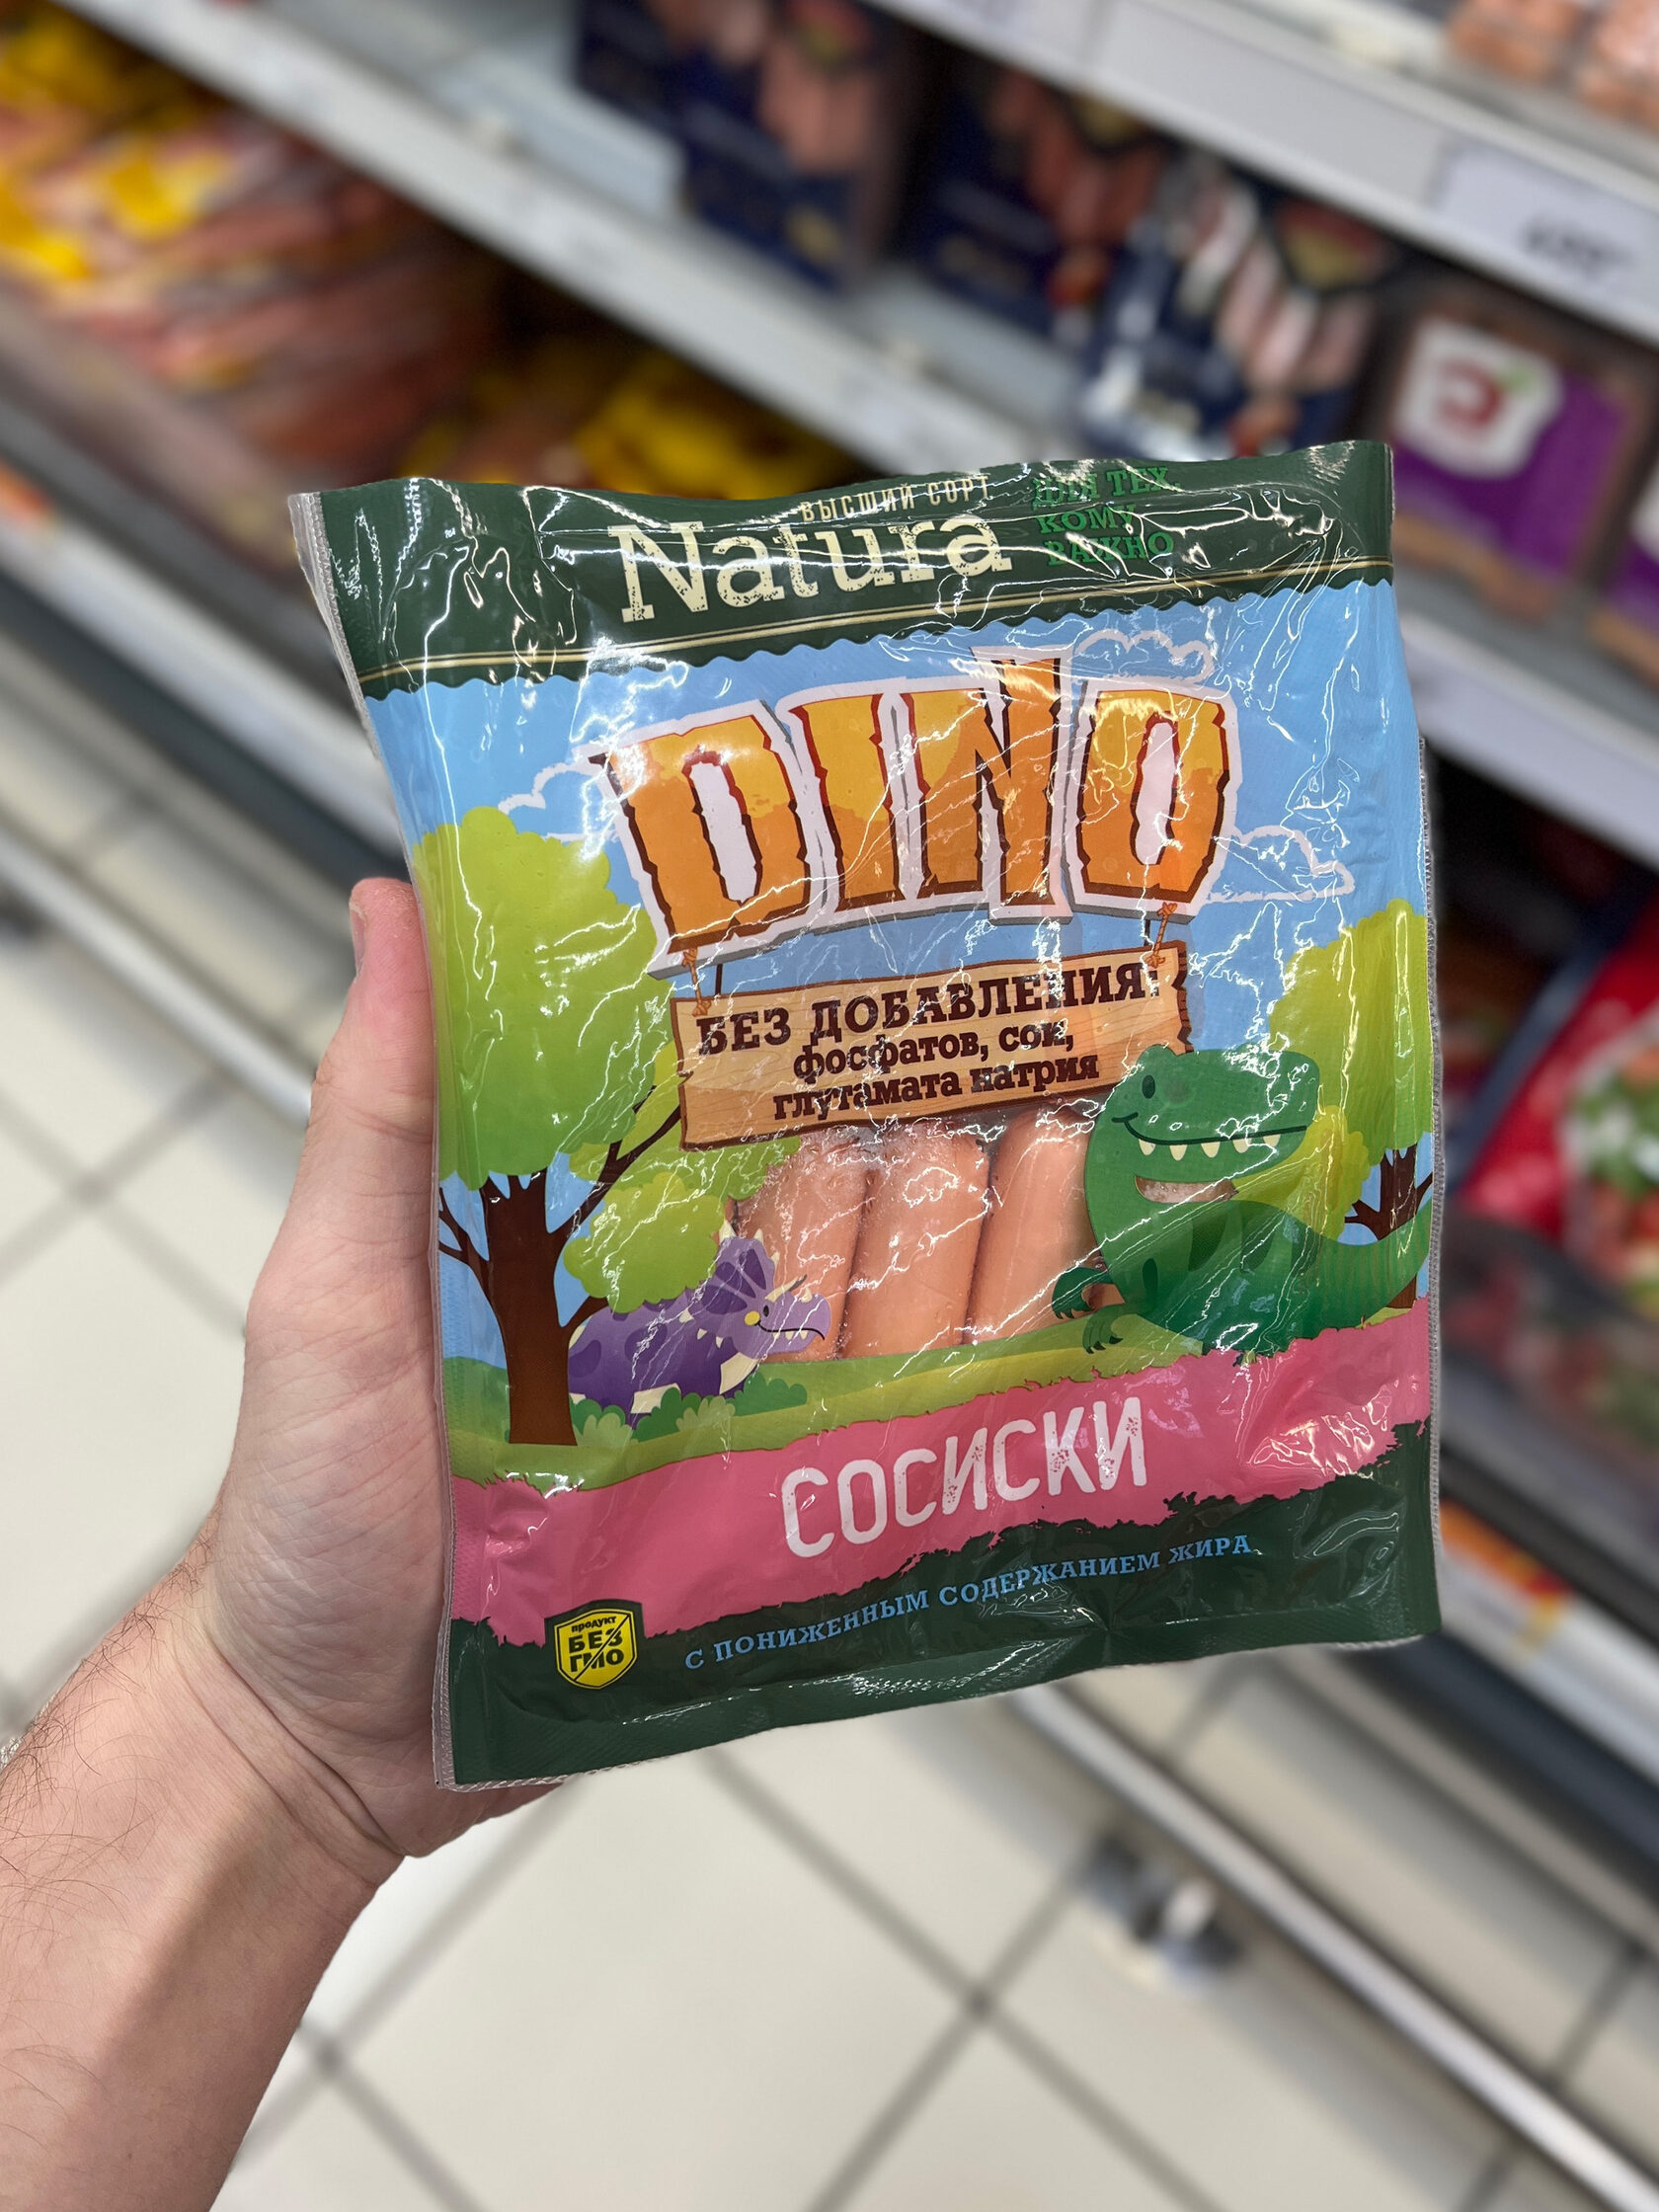 ВЫСШИЙ СОРТ
Natura
ДЛЯ ТЕХ,
КОМУ
ВАЖНО
DINO
БЕЗ ДОБАВЛЕНИЯ:
фосфатов, сои,
глутамата натрия
СОСИСКИ
С ПОНИЖЕННЫМ СОДЕРЖАНИЕМ ЖИРА
продукт
БЕЗ
ГМО